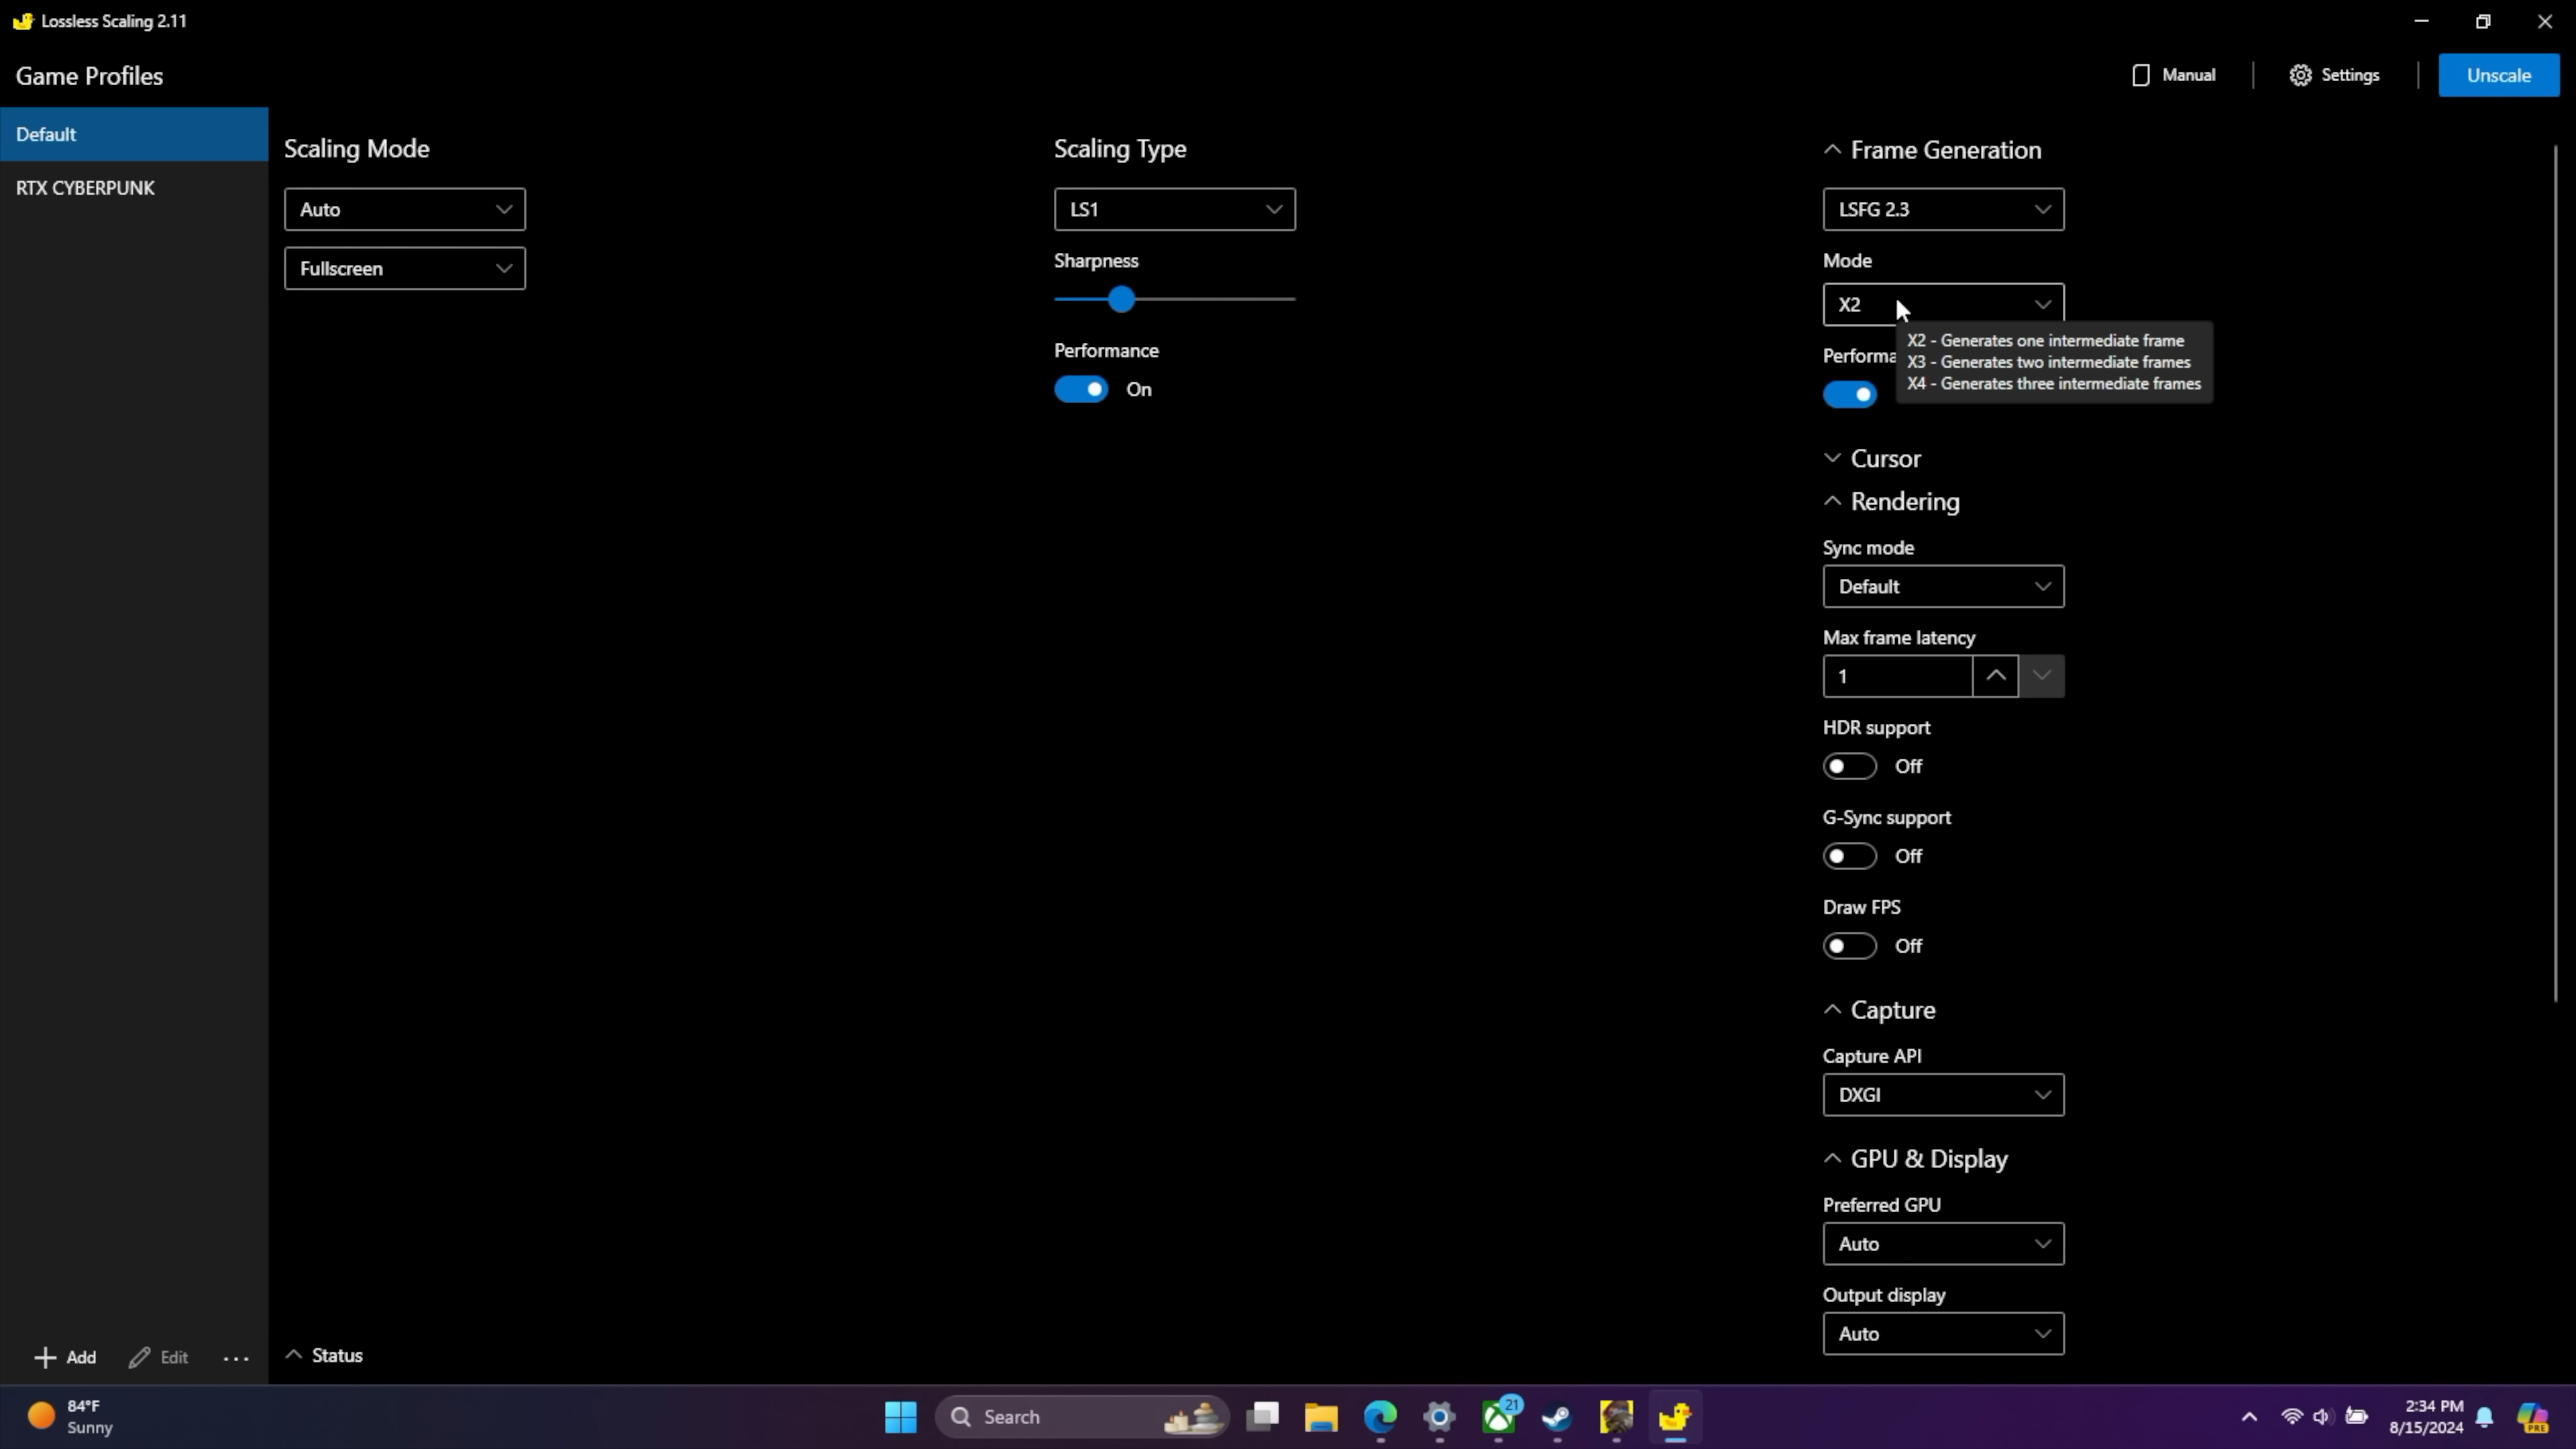 Lossless Scaling 2.11
Game Profiles
Manual
Settings
Unscale
Default
RTX CYBERPUNK
Scaling Mode
Auto
Fullscreen
Scaling Type
LS1
Sharpness
Performance
On
Frame Generation
LSFG 2.3
Mode
X2
X2 - Generates one intermediate frame
X3 - Generates two intermediate frames
X4 - Generates three intermediate frames
Performa
Cursor
Rendering
Sync mode
Default
Max frame latency
1
HDR support
Off
G-Sync support
Off
Draw FPS
Off
Capture
Capture API
DXGI
GPU & Display
Preferred GPU
Auto
Output display
Auto
Add
Edit
...
Status
84°F
Sunny
Search
21
2:34 PM
8/15/2024
PRE